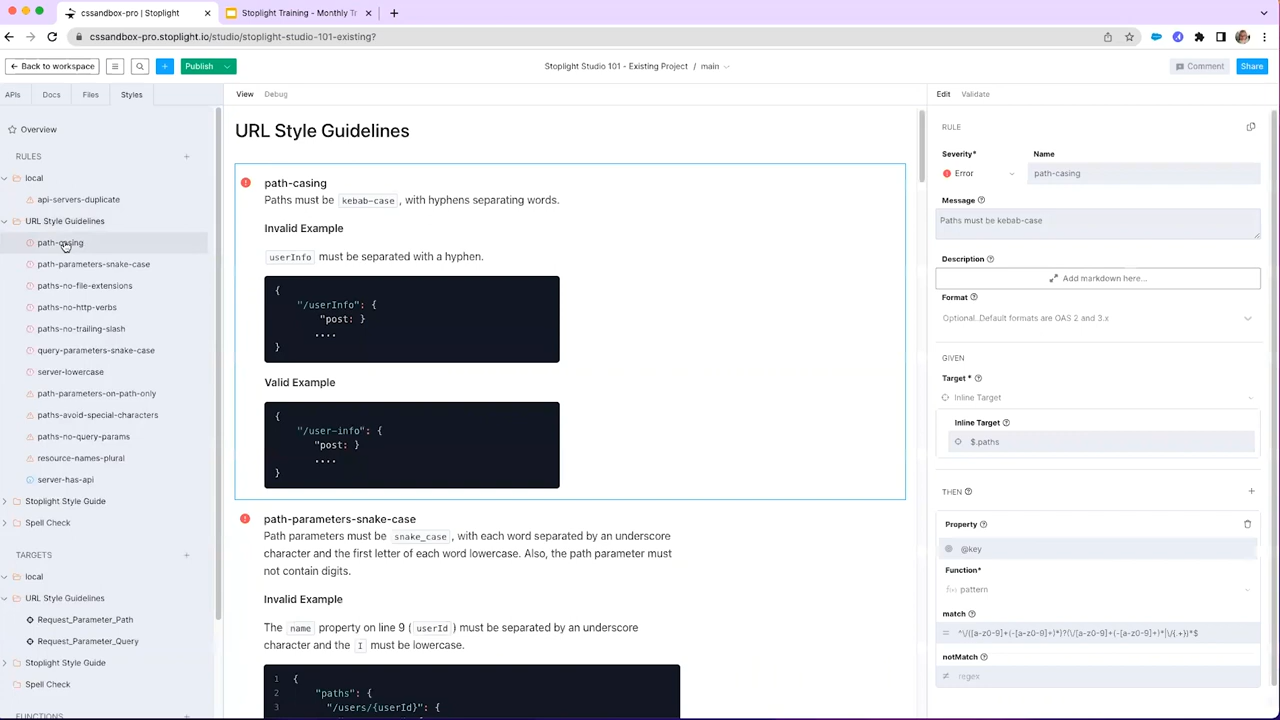 cssandbox-pro | Stoplight
Stoplight Training - Monthly Tr
cssandbox-pro.stoplight.io/studio/stoplight-studio-101-existing?
Back to workspace
Publish
Stoplight Studio 101 - Existing Project / main
Comment
Share
APIs
Docs
Files
Styles
View
Debug
Edit
Validate
Overview
RULES
local
api-servers-duplicate
URL Style Guidelines
path-casing
path-parameters-snake-case
paths-no-file-extensions
paths-no-http-verbs
paths-no-trailing-slash
query-parameters-snake-case
server-lowercase
path-parameters-on-path-only
paths-avoid-special-characters
paths-no-query-params
resource-names-plural
server-has-api
Stoplight Style Guide
Spell Check
TARGETS
local
URL Style Guidelines
Request_Parameter_Path
Request_Parameter_Query
Stoplight Style Guide
Spell Check
FUNCTIONS
URL Style Guidelines
path-casing
Paths must be kebab-case , with hyphens separating words.
Invalid Example
userInfo must be separated with a hyphen.
{
"/userInfo": {
"post: }
....
}
Valid Example
{
"/user-info": {
"post: }
....
}
path-parameters-snake-case
Path parameters must be snake_case , with each word separated by an underscore
character and the first letter of each word lowercase. Also, the path parameter must
not contain digits.
Invalid Example
The name property on line 9 ( userId ) must be separated by an underscore
character and the I must be lowercase.
1 {
2 "paths": {
3 "/users/{userId}": {
RULE
Severity*
Name
Error
path-casing
Message
Paths must be kebab-case
Description
Add markdown here...
Format
Optional. Default formats are OAS 2 and 3.x
GIVEN
Target *
Inline Target
Inline Target
$.paths
THEN
Property
@key
Function*
pattern
match
^\/([a-z0-9]+(-[a-z0-9]+)*)?(\/[a-z0-9]+(-[a-z0-9]+)*|\/{.+})*$
notMatch
regex